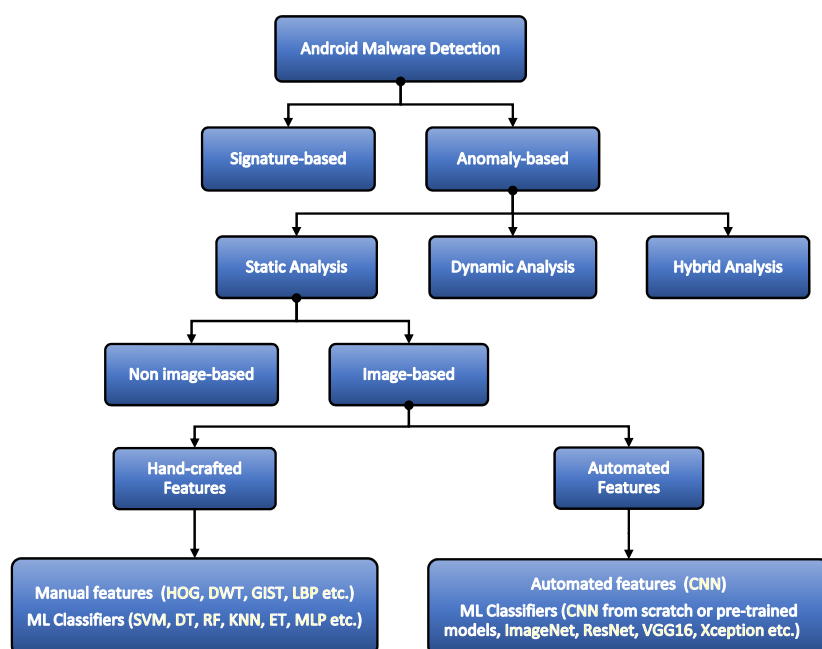 Android Malware Detection
Signature-based
Anomaly-based
Static Analysis
Dynamic Analysis
Hybrid Analysis
Non image-based
Image-based
Hand-crafted
Features
Automated
Features
Manual features (HOG, DWT, GIST, LBP etc.)
ML Classifiers (SVM, DT, RF, KNN, ET, MLP etc.)
Automated features (CNN)
ML Classifiers (CNN from scratch or pre-trained
models, ImageNet, ResNet, VGG16, Xception etc.)